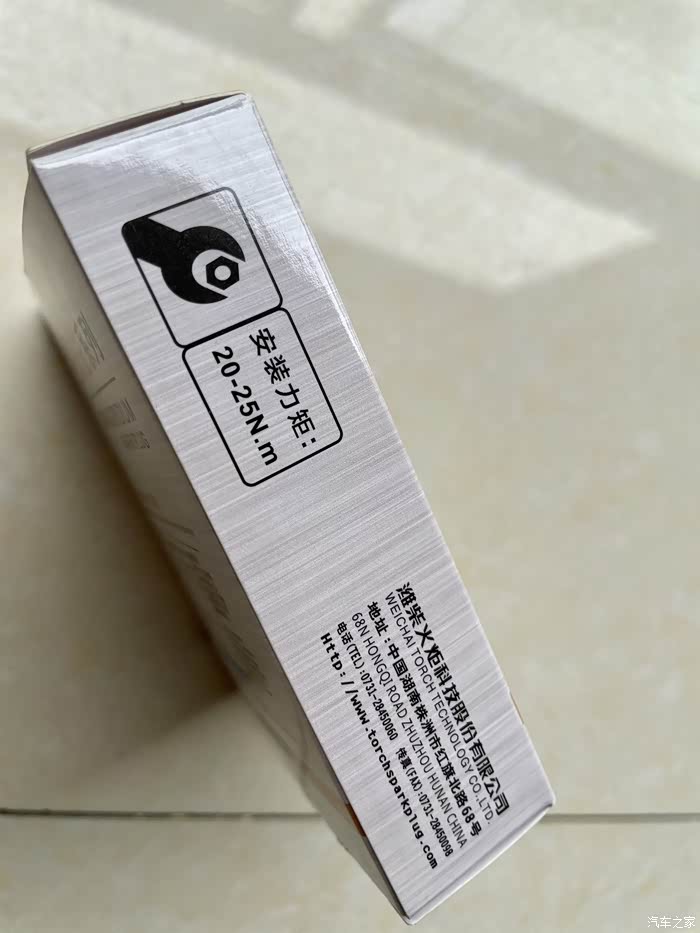 安装力矩:
20-25N.m
潍柴火炬科技股份有限公司
WEICHAI TORCH TECHNOLOGY CO.,LTD.
地址:中国湖南株洲市红旗北路68号
68N HONGQI ROAD ZHUZHOU HUNAN CHINA
电话(TEL):0731-28450060 传真(FAX):0731-28450098
Http://www.torchsparkplug.com
汽车之家